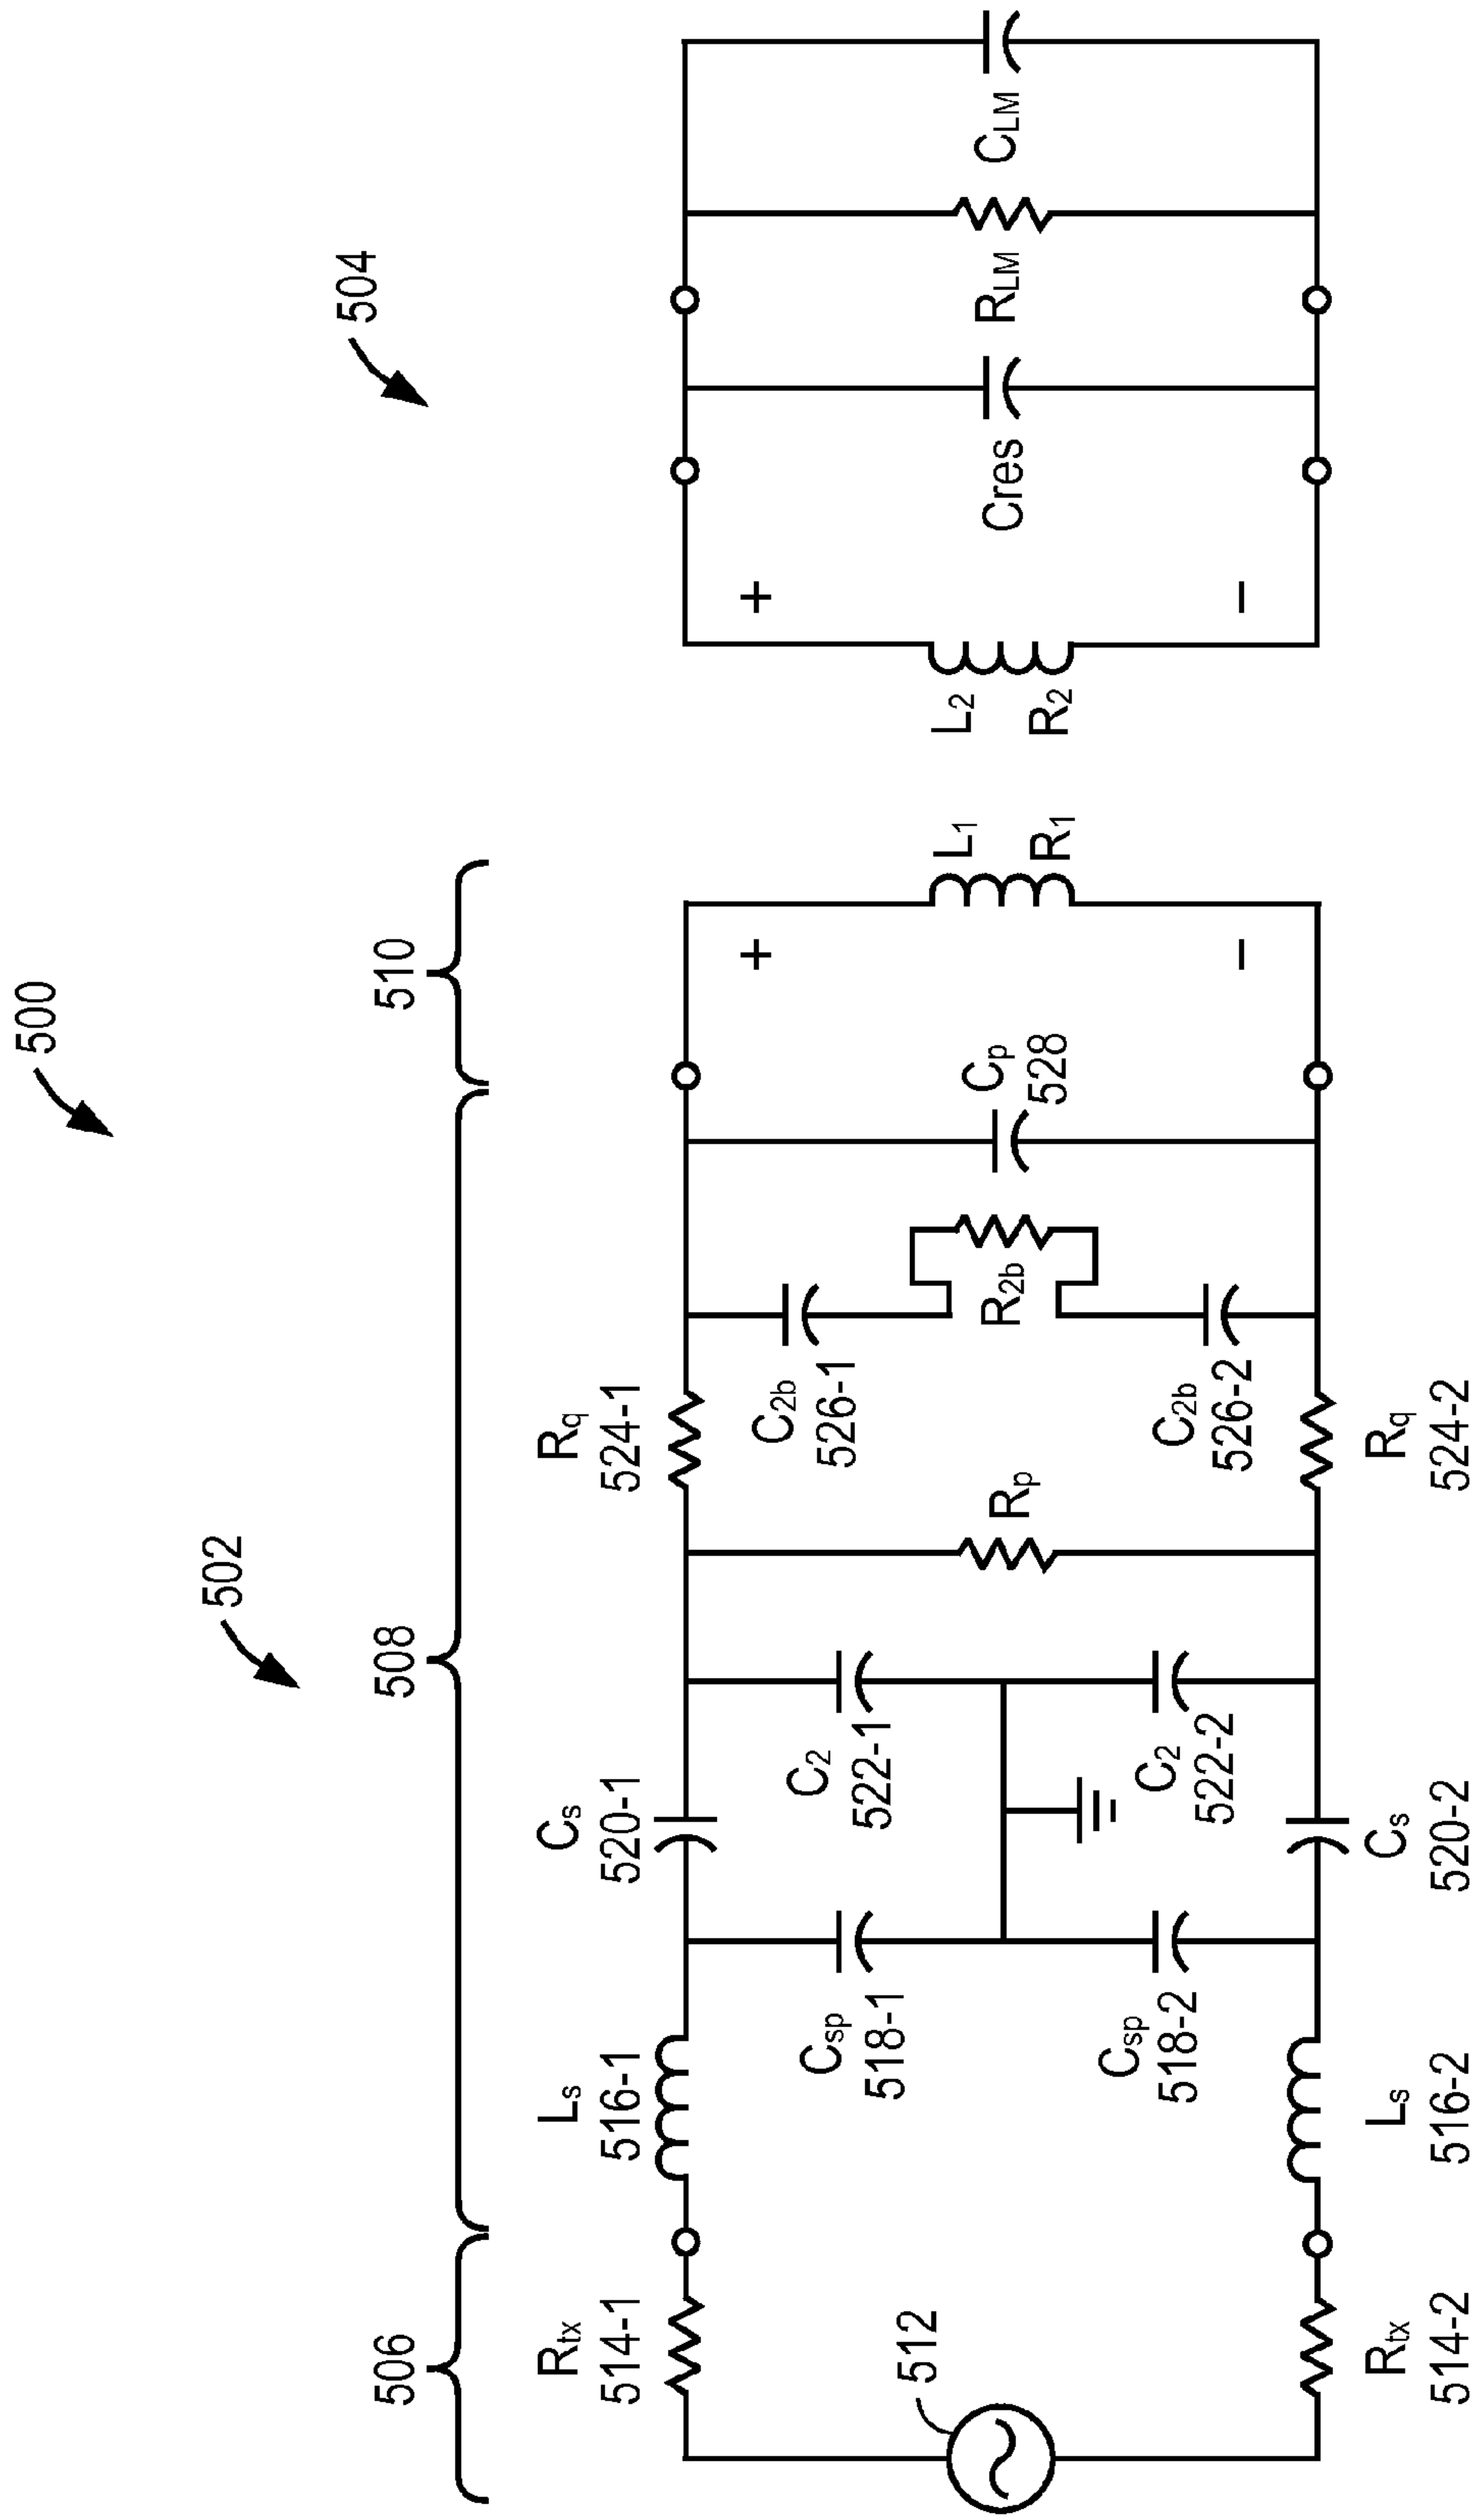 500
502
504
506
508
510
Rtx
514-1
Ls
516-1
Cs
520-1
Rq
524-1
512
Csp
518-1
C2
522-1
Rp
C2b
526-1
R2b
Cp
528
+
L1
R1
−
Csp
518-2
C2
522-2
C2b
526-2
Rtx
514-2
Ls
516-2
Cs
520-2
Rq
524-2
L2
R2
+
−
Cres
RLM
CLM